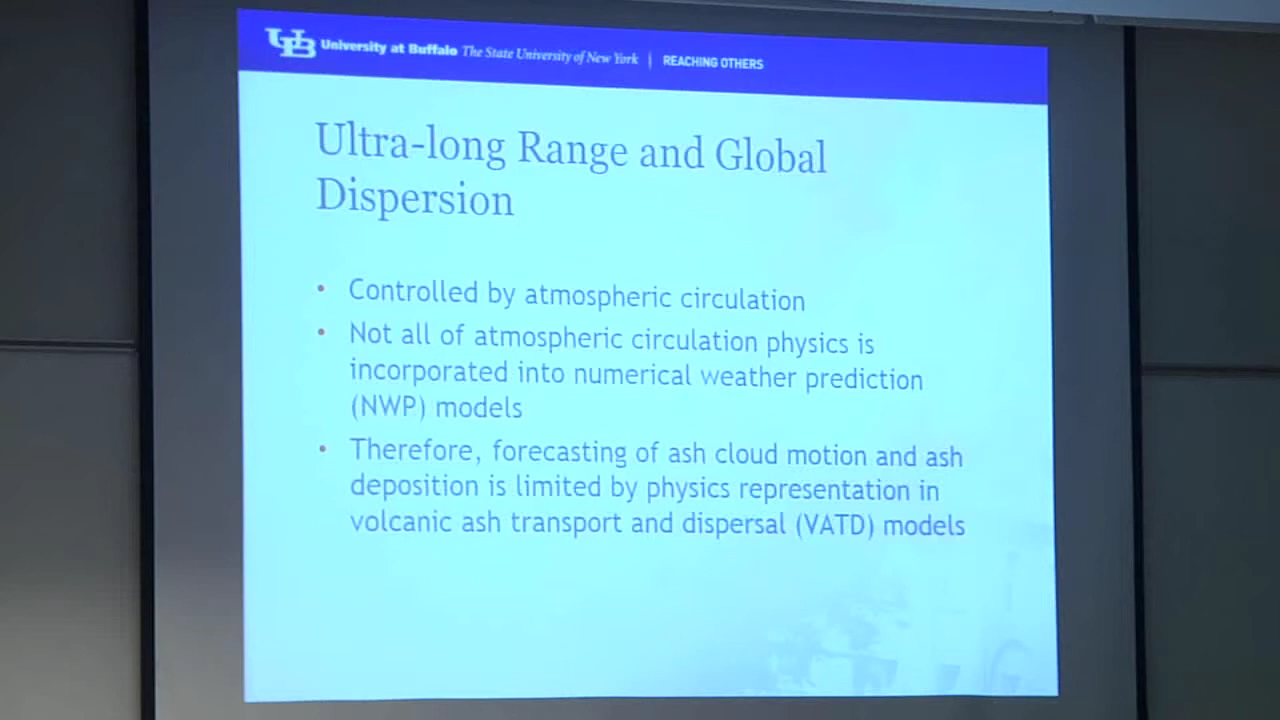 UB University at Buffalo The State University of New York | REACHING OTHERS
Ultra-long Range and Global
Dispersion
• Controlled by atmospheric circulation
• Not all of atmospheric circulation physics is
incorporated into numerical weather prediction
(NWP) models
• Therefore, forecasting of ash cloud motion and ash
deposition is limited by physics representation in
volcanic ash transport and dispersal (VATD) models